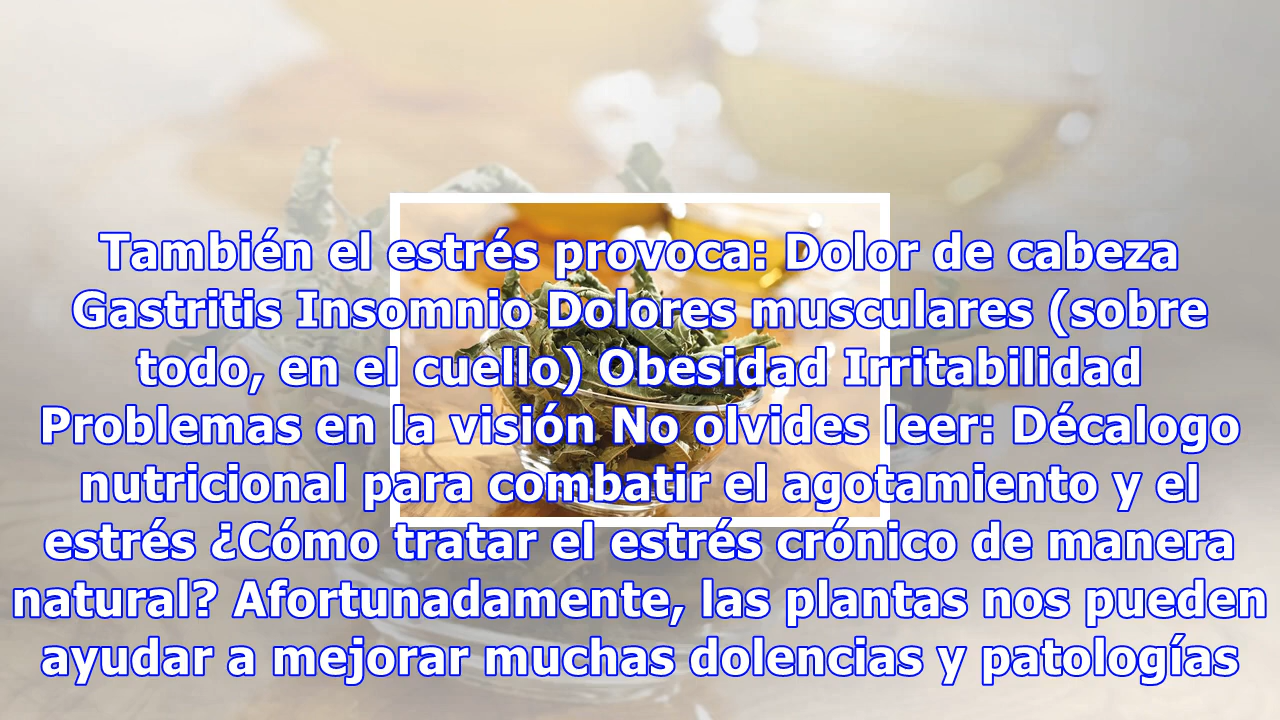 También el estrés provoca: Dolor de cabeza
Gastritis Insomnio Dolores musculares (sobre
todo, en el cuello) Obesidad Irritabilidad
Problemas en la visión No olvides leer: Décalogo
nutricional para combatir el agotamiento y el
estrés ¿Cómo tratar el estrés crónico de manera
natural? Afortunadamente, las plantas nos pueden
ayudar a mejorar muchas dolencias y patologías